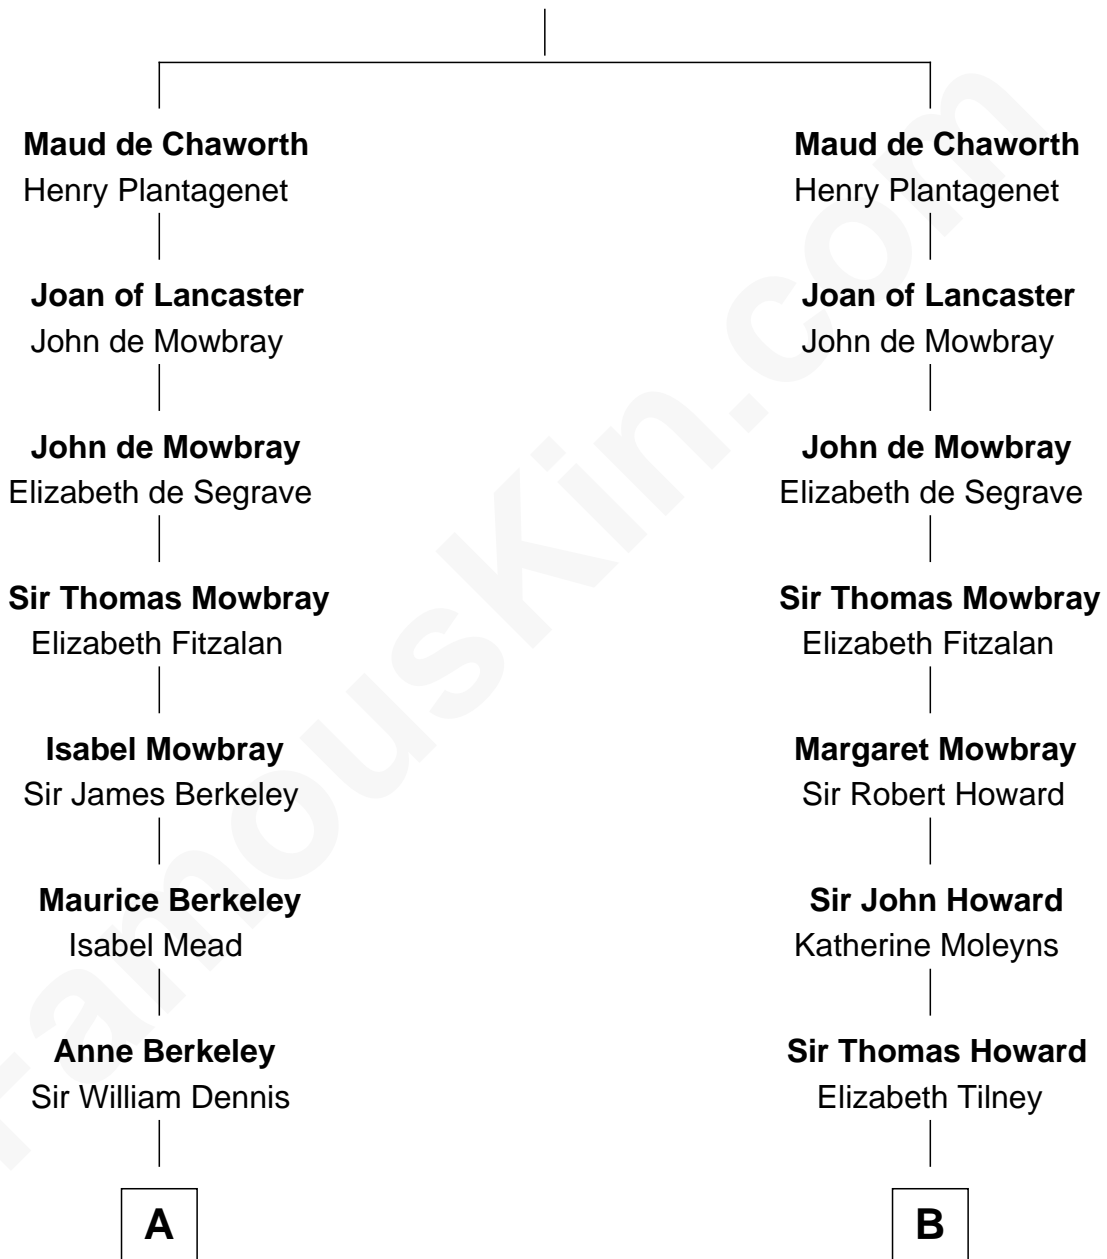 Maud de Chaworth
Henry Plantagenet
Joan of Lancaster
John de Mowbray
John de Mowbray
Elizabeth de Segrave
Sir Thomas Mowbray
Elizabeth Fitzalan
Isabel Mowbray
Sir James Berkeley
Maurice Berkeley
Isabel Mead
Anne Berkeley
Sir William Dennis
A
Maud de Chaworth
Henry Plantagenet
Joan of Lancaster
John de Mowbray
John de Mowbray
Elizabeth de Segrave
Sir Thomas Mowbray
Elizabeth Fitzalan
Margaret Mowbray
Sir Robert Howard
Sir John Howard
Katherine Moleyns
Sir Thomas Howard
Elizabeth Tilney
B
FamousKin.com